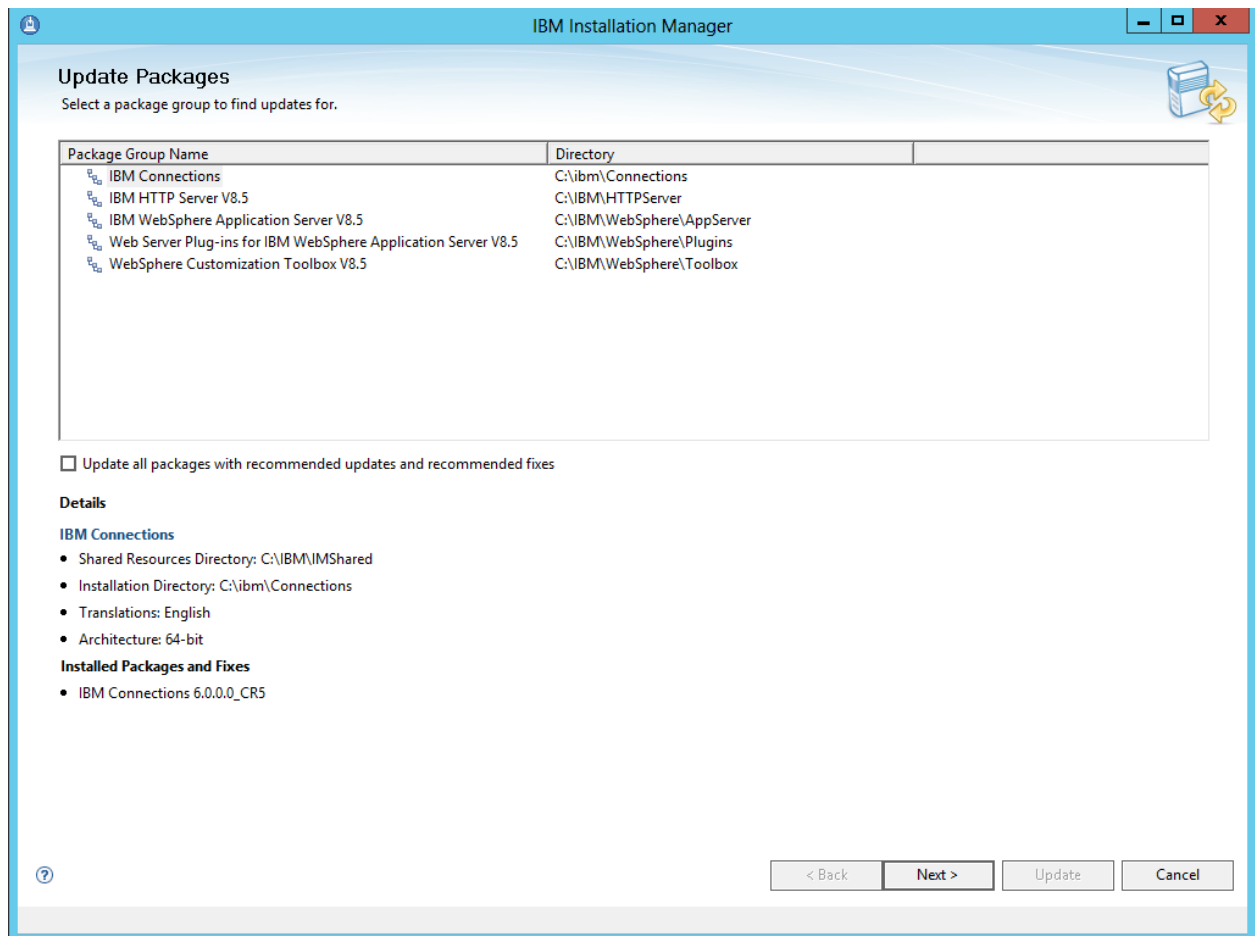 IBM Installation Manager
Update Packages
Select a package group to find updates for.
Package Group Name Directory
IBM Connections C:\ibm\Connections
IBM HTTP Server V8.5 C:\IBM\HTTPServer
IBM WebSphere Application Server V8.5 C:\IBM\WebSphere\AppServer
Web Server Plug-ins for IBM WebSphere Application Server V8.5 C:\IBM\WebSphere\Plugins
WebSphere Customization Toolbox V8.5 C:\IBM\WebSphere\Toolbox
Update all packages with recommended updates and recommended fixes
Details
IBM Connections
• Shared Resources Directory: C:\IBM\IMShared
• Installation Directory: C:\ibm\Connections
• Translations: English
• Architecture: 64-bit
Installed Packages and Fixes
• IBM Connections 6.0.0.0_CR5
? < Back Next > Update Cancel